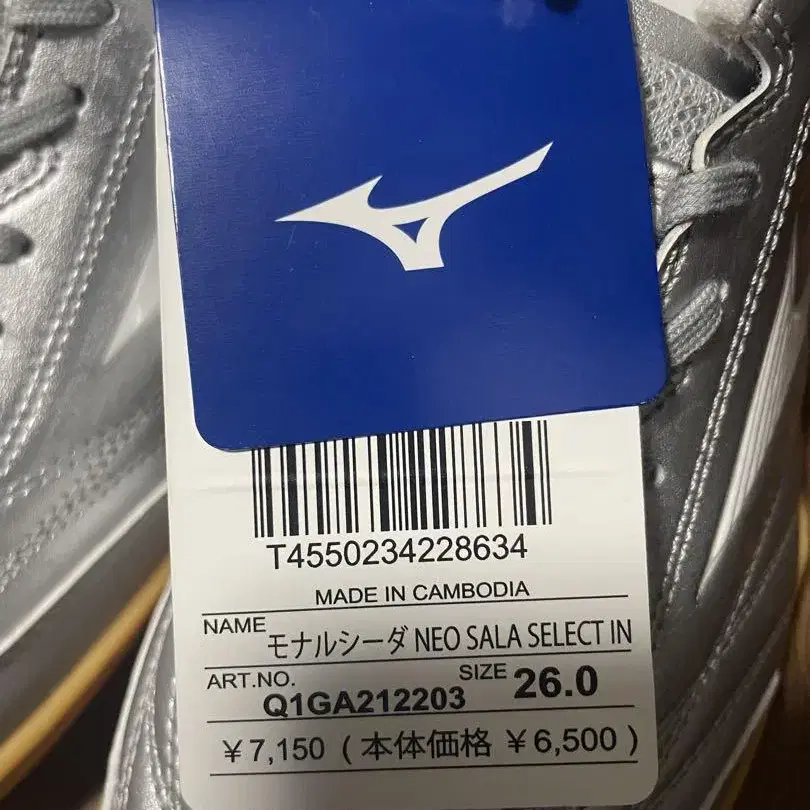 T4550234228634
MADE IN CAMBODIA
NAME モナルシーダ NEO SALA SELECT IN
ART.NO. Q1GA212203 SIZE 26.0
￥7,150 ( 本体価格 ￥6,500 )